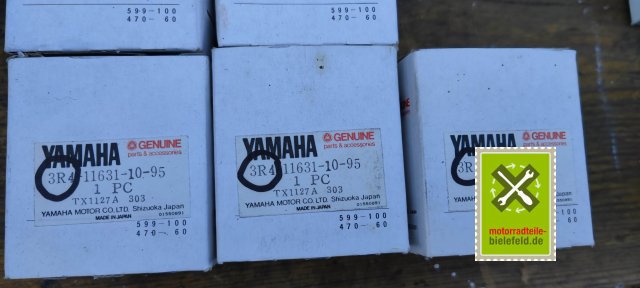 599-100
470- 60
599-100
470- 60
YAMAHA GENUINE
parts & accessories
3R4-11631-10-95
1 PC
TX1127A 303
YAMAHA MOTOR CO.,LTD. Shizuoka Japan
MADE IN JAPAN
01550691
599-100
470- 60
YAMAHA GENUINE
parts & accessories
3R4-11631-10-95
1 PC
TX1127A 303
YAMAHA MOTOR CO.,LTD. Shizuoka Japan
MADE IN JAPAN
01550691
599-100
470- 60
GENUINE
motorradteile-
bielefeld.de